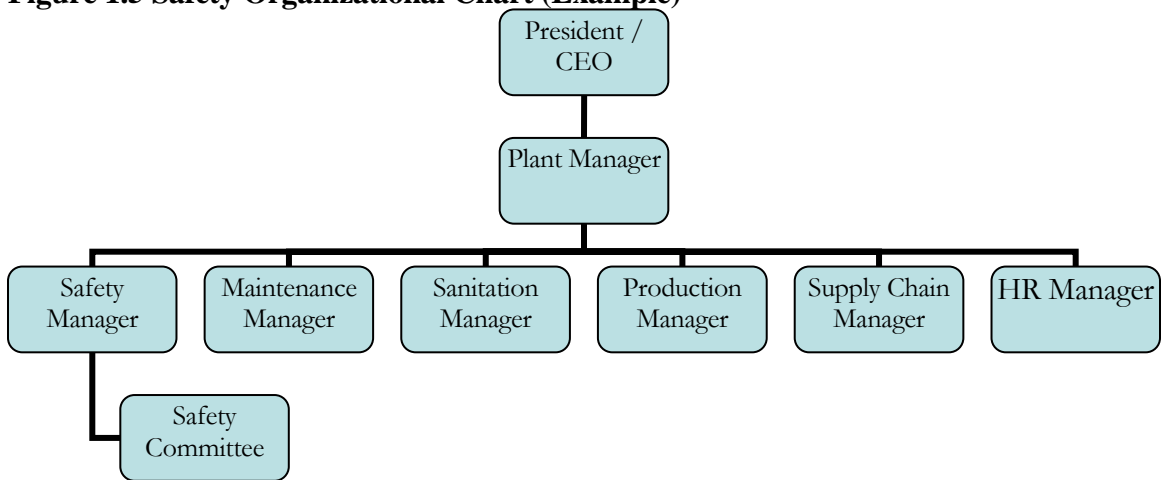 Figure 1.3 Safety Organizational Chart (Example)
President /
CEO
Plant Manager
Safety
Manager
Maintenance
Manager
Sanitation
Manager
Production
Manager
Supply Chain
Manager
HR Manager
Safety
Committee